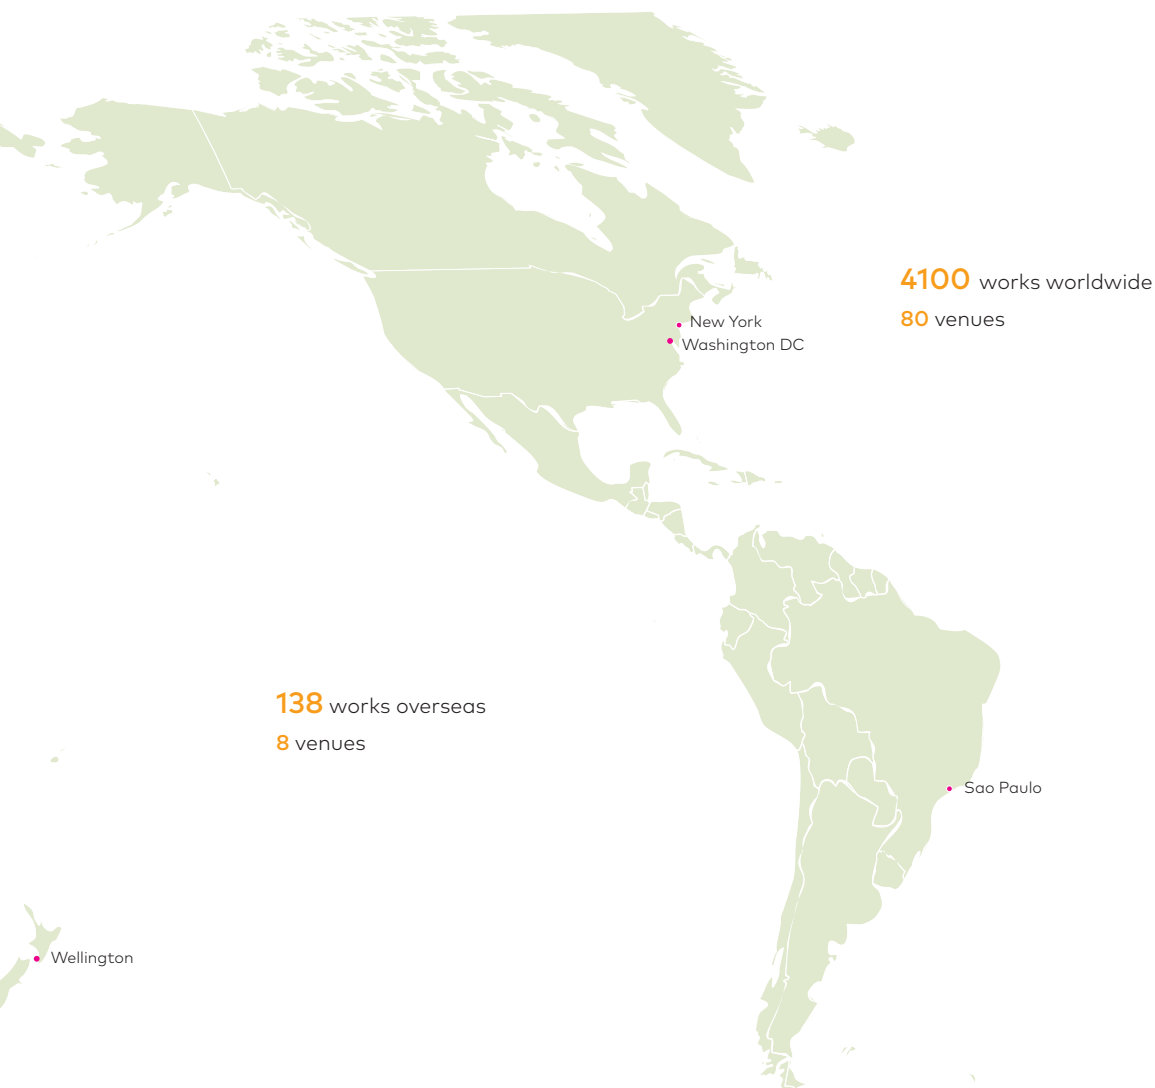 4100 works worldwide
80 venues
New York
Washington DC
138 works overseas
8 venues
Sao Paulo
Wellington